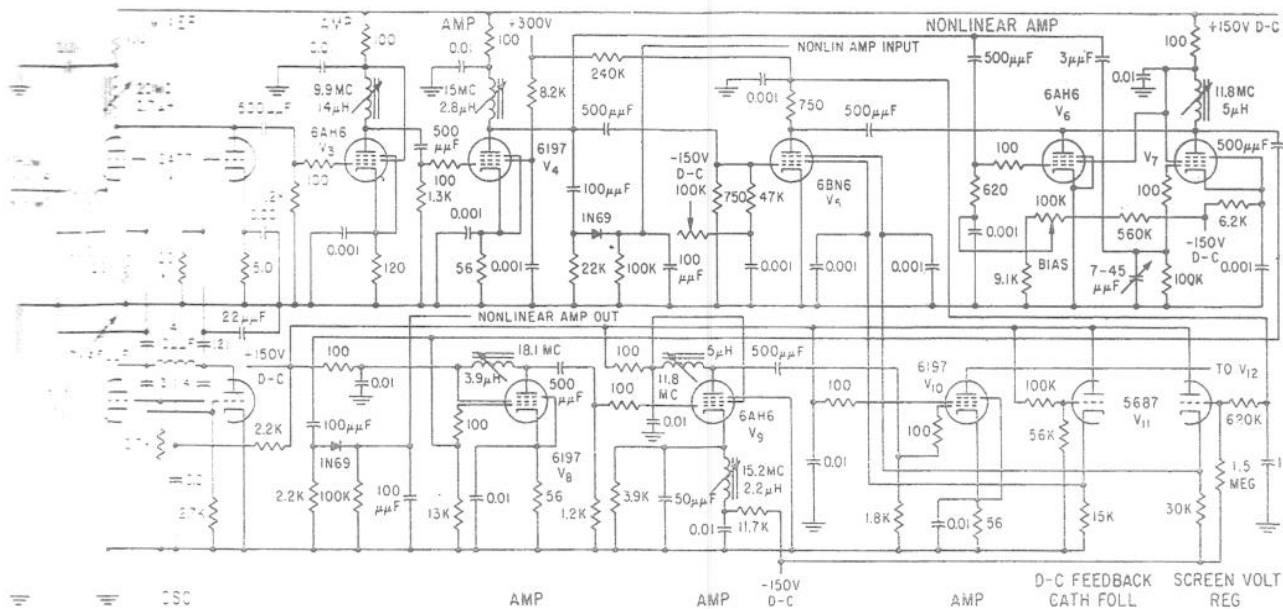 AMP
AMP
+300V
NONLINEAR AMP
+150V D-C
0.01
100
0.01
100
NONLIN AMP INPUT
240K
500μμF
3μμF
100
0.01
9.9MC
14μH
15MC
2.8μH
8.2K
0.001
750
11.8MC
5μH
500μμF
500μμF
500μμF
6AH6
V3
500
μμF
6197
V4
6AH6
V6
V7
-150V
D-C
100K
100
100
1.3K
100μμF
750
47K
6BN6
V5
620
100
100K
100
0.001
1N69
560K
6.2K
-150V
D-C
0.001
0.001
120
56
0.001
22K
100K
100
μμF
0.001
0.001
0.001
9.1K
BIAS
7-45
μμF
100K
0.001
5.0
22μμF
NONLINEAR AMP OUT
+150V
D-C
100
18.1MC
3.9μH
100
5μH
11.8
MC
500μμF
0.01
500
μμF
100
100
6197
V10
TO V12
100K
5687
V11
680K
6AH6
V9
0.01
2.2K
100μμF
100
1N69
6197
V8
100
56K
15.2MC
2.2μH
0.01
1.5
MEG
2.7K
2.2K
100K
100
μμF
13K
0.01
56
1.2K
3.9K
50μμF
0.01
11.7K
1.8K
0.01
56
15K
30K
-150V
D-C
OSC
AMP
AMP
AMP
D-C FEEDBACK
CATH FOLL
SCREEN VOLT
REG